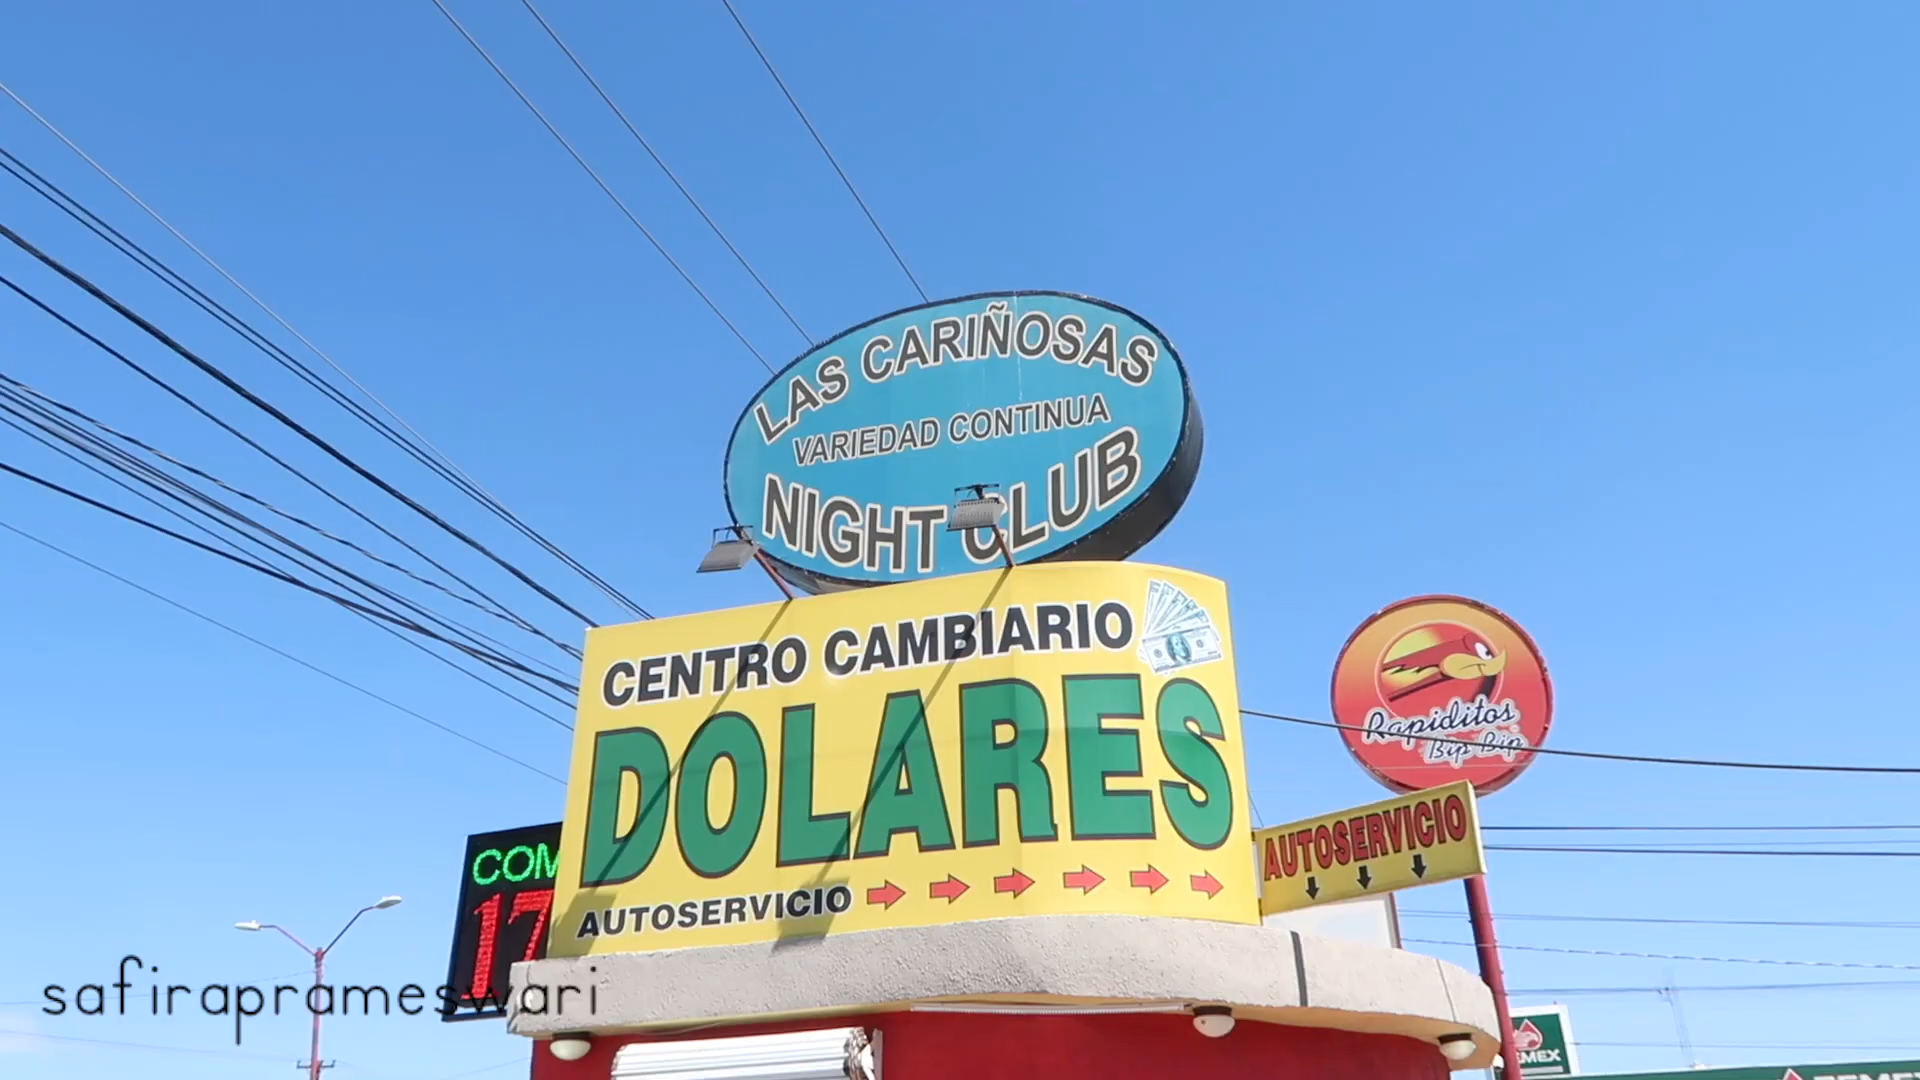 LAS CARIÑOSAS
VARIEDAD CONTINUA
NIGHT CLUB
CENTRO CAMBIARIO
DOLARES
AUTOSERVICIO
Rapiditos
Bip Bip
AUTOSERVICIO
COM
17
safiraprameswari